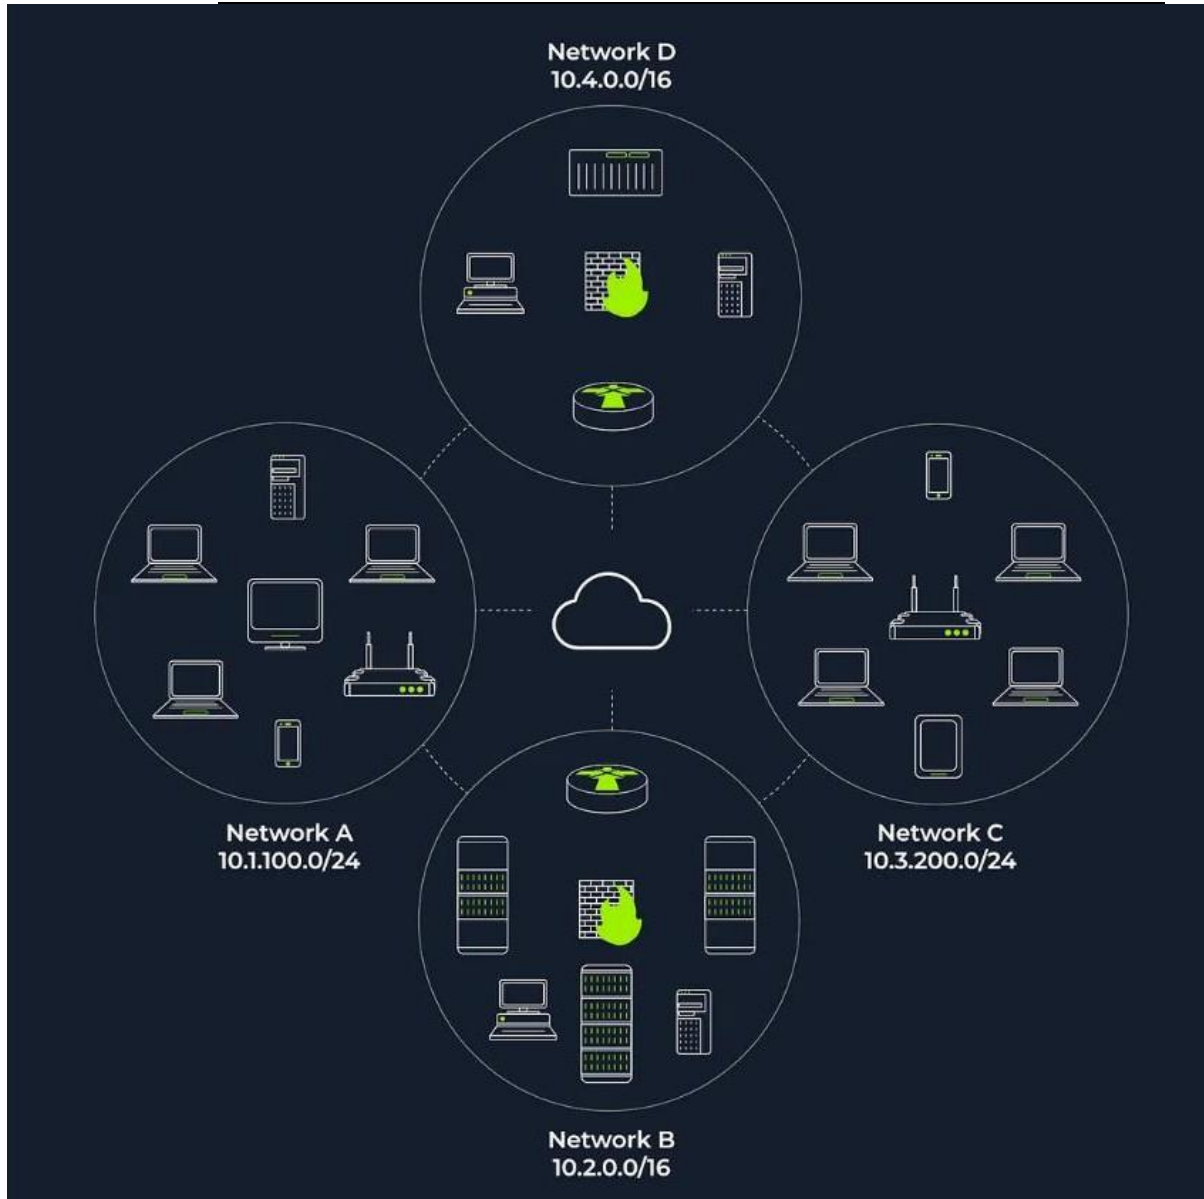 Network D
10.4.0.0/16
Network A
10.1.100.0/24
Network C
10.3.200.0/24
Network B
10.2.0.0/16